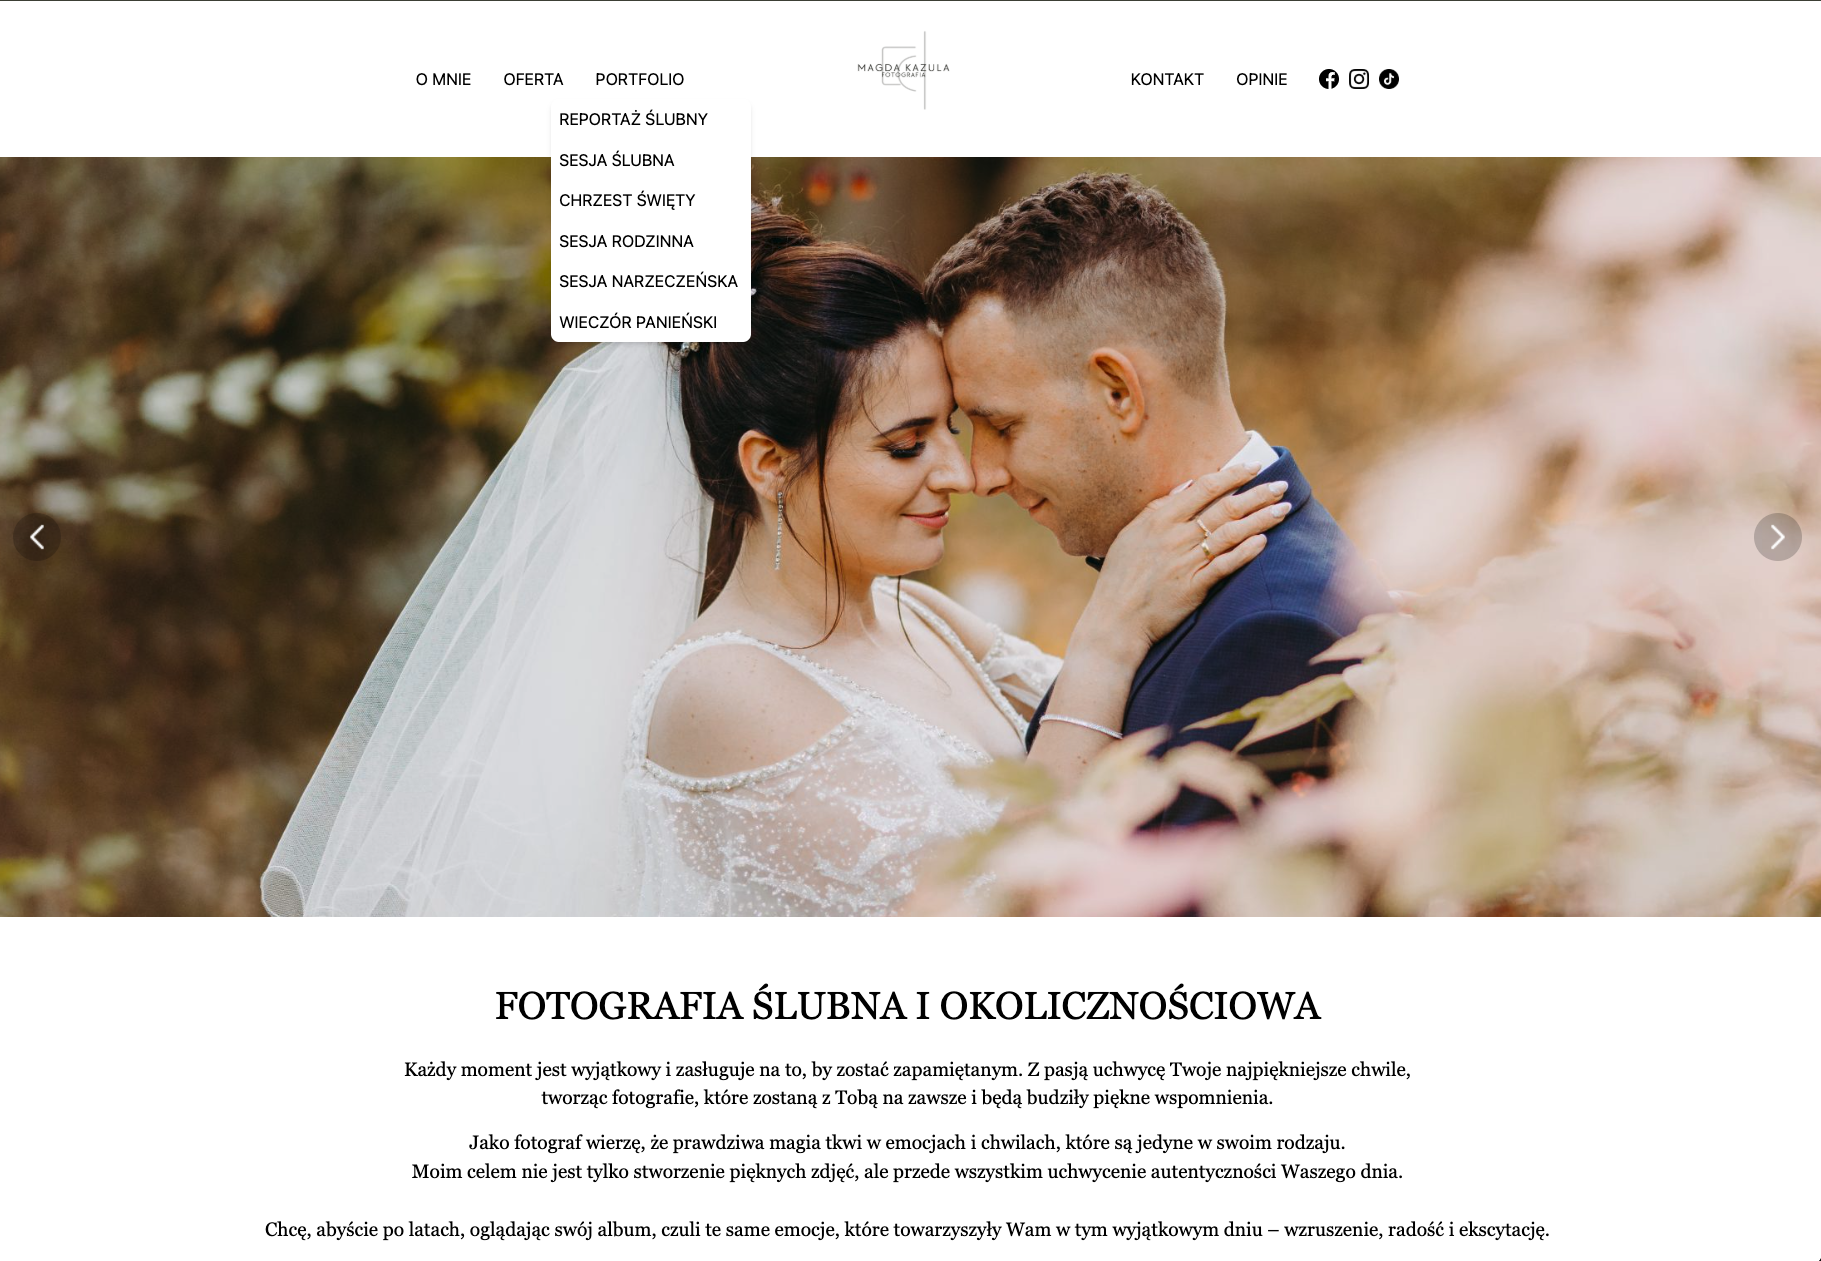 O MNIE
OFERTA
PORTFOLIO
MAGDA KAZULA
FOTOGRAFIA
KONTAKT
OPINIE
REPORTAŻ ŚLUBNY
SESJA ŚLUBNA
CHRZEST ŚWIĘTY
SESJA RODZINNA
SESJA NARZECZEŃSKA
WIECZÓR PANIEŃSKI
FOTOGRAFIA ŚLUBNA I OKOLICZNOŚCIOWA
Każdy moment jest wyjątkowy i zasługuje na to, by zostać zapamiętanym. Z pasją uchwycę Twoje najpiękniejsze chwile,
tworząc fotografie, które zostaną z Tobą na zawsze i będą budziły piękne wspomnienia.
Jako fotograf wierzę, że prawdziwa magia tkwi w emocjach i chwilach, które są jedyne w swoim rodzaju.
Moim celem nie jest tylko stworzenie pięknych zdjęć, ale przede wszystkim uchwycenie autentyczności Waszego dnia.
Chcę, abyście po latach, oglądając swój album, czuli te same emocje, które towarzyszyły Wam w tym wyjątkowym dniu – wzruszenie, radość i ekscytację.